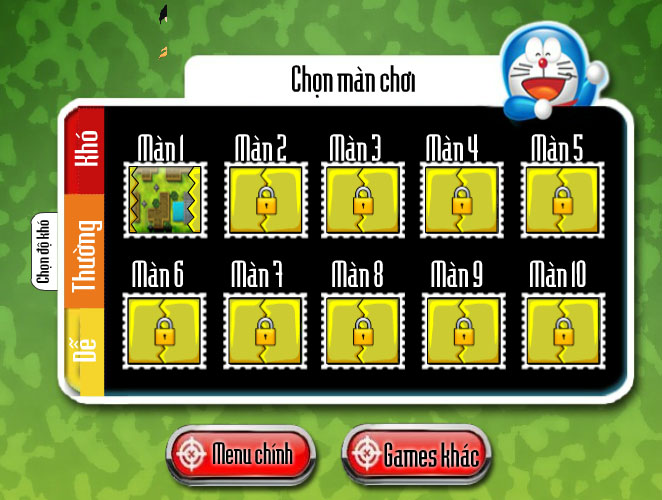 Chọn màn chơi
Khó
Thường
Dễ
Chọn độ khó
Màn 1
Màn 2
Màn 3
Màn 4
Màn 5
Màn 6
Màn 7
Màn 8
Màn 9
Màn 10
Menu chính
Games khác